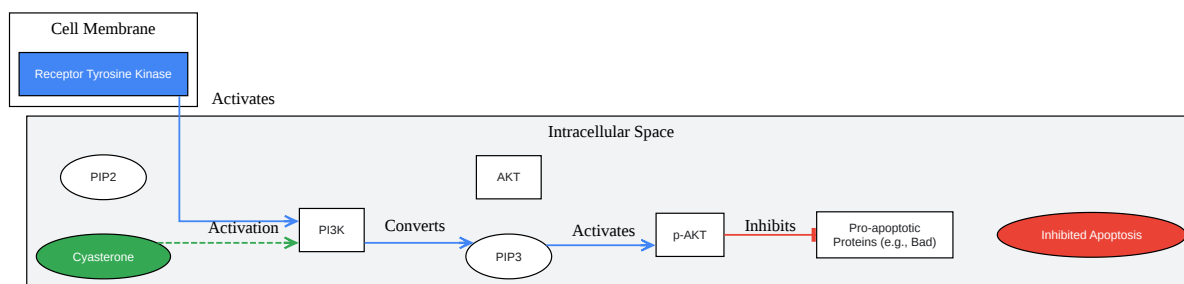 Cell Membrane
Receptor Tyrosine Kinase
Activates
Intracellular Space
PIP2
AKT
Activation
PI3K
Converts
Activates
p-AKT
Inhibits
Pro-apoptotic
Proteins (e.g., Bad)
Inhibited Apoptosis
Cyasterone
PIP3